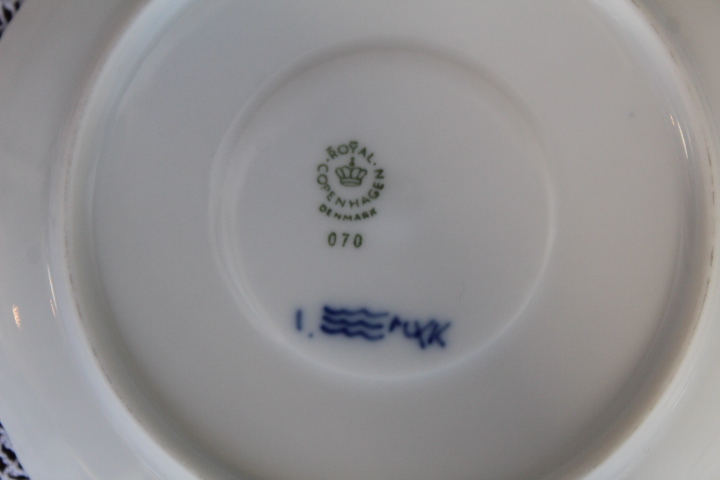 ROYAL
COPENHAGEN
DENMARK
070
1.